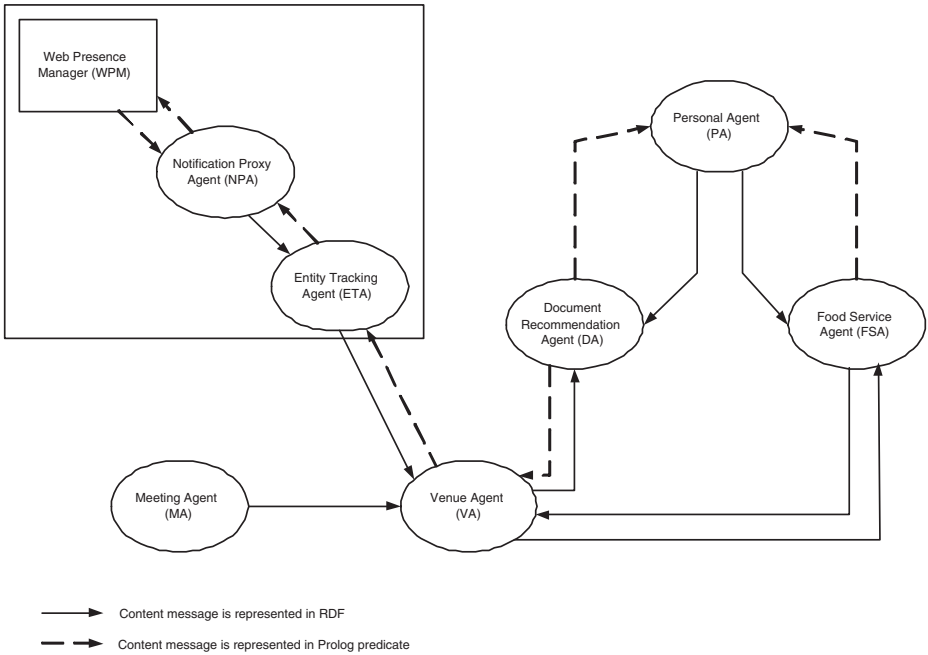 Web Presence
Manager (WPM)
Notification Proxy
Agent (NPA)
Entity Tracking
Agent (ETA)
Personal Agent
(PA)
Document
Recommendation
Agent (DA)
Food Service
Agent (FSA)
Meeting Agent
(MA)
Venue Agent
(VA)
Content message is represented in RDF
Content message is represented in Prolog predicate